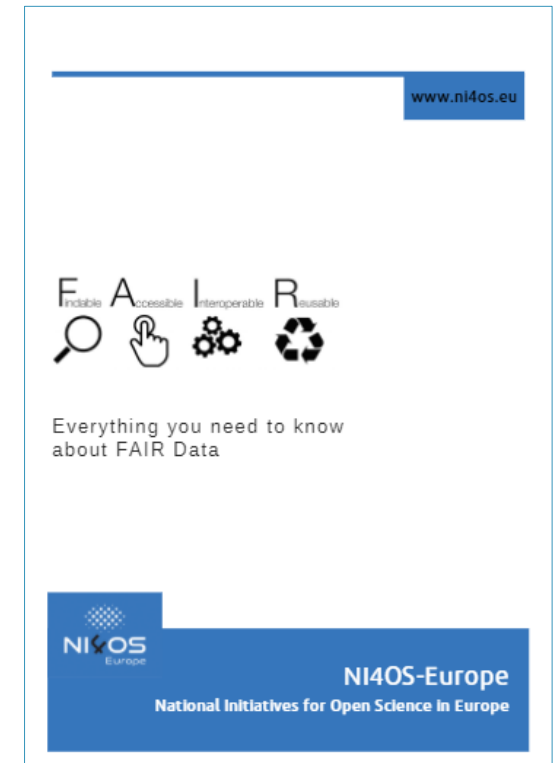 www.ni4os.eu
Findable Accessible Interoperable Reusable
Everything you need to know
about FAIR Data
NI4OS
Europe
NI4OS-Europe
National Initiatives for Open Science in Europe